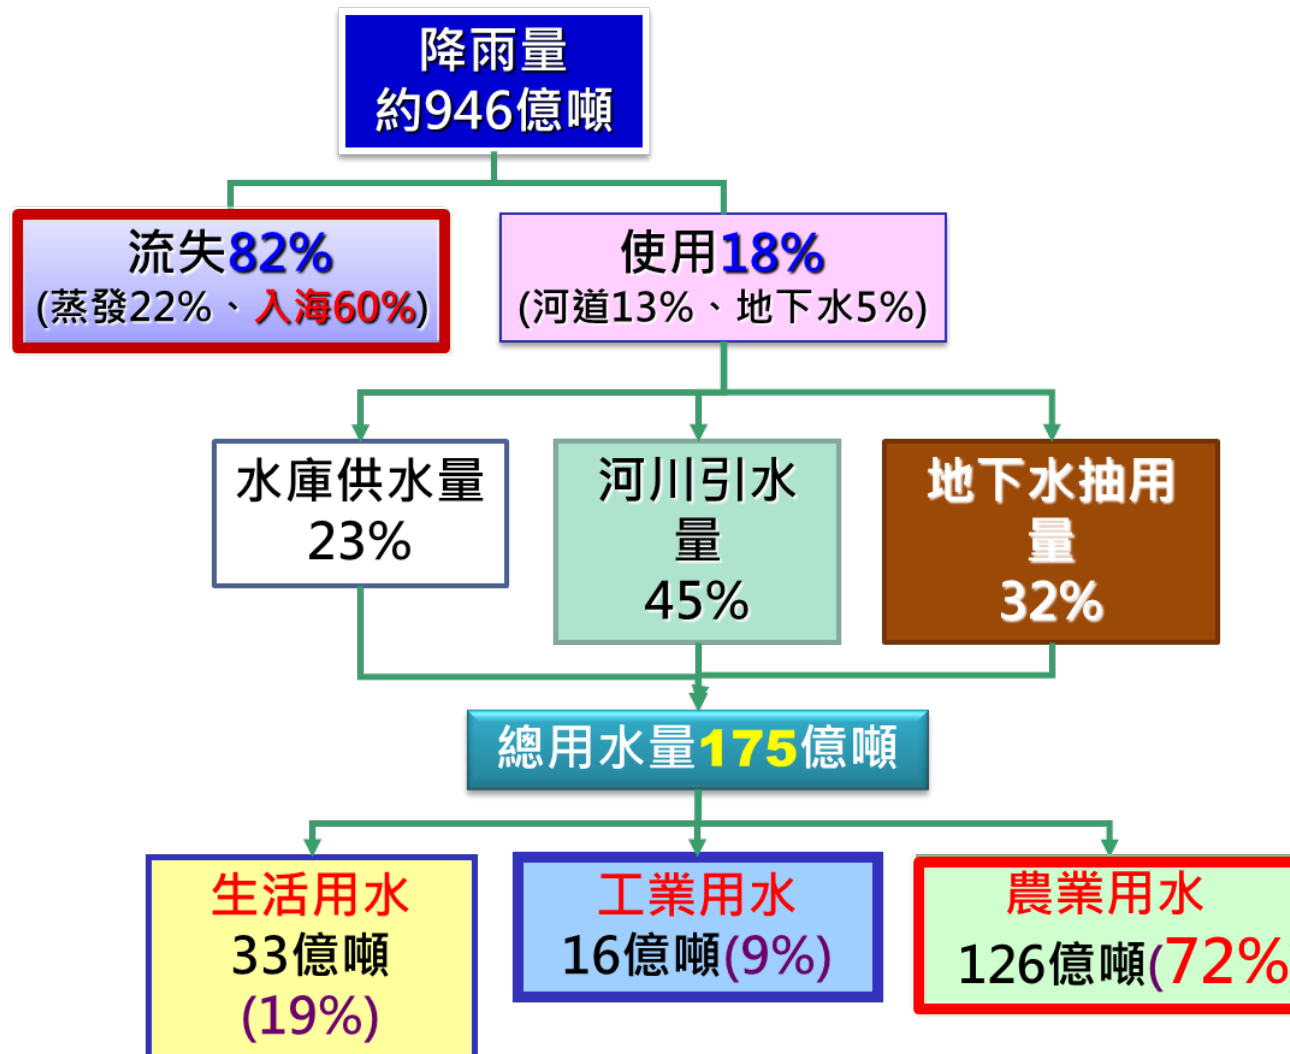 降雨量
約946億噸
流失82%
(蒸發22%、入海60%)
使用18%
(河道13%、地下水5%)
水庫供水量
23%
河川引水
量
45%
地下水抽用
量
32%
總用水量175億噸
生活用水
33億噸
(19%)
工業用水
16億噸(9%)
農業用水
126億噸(72%